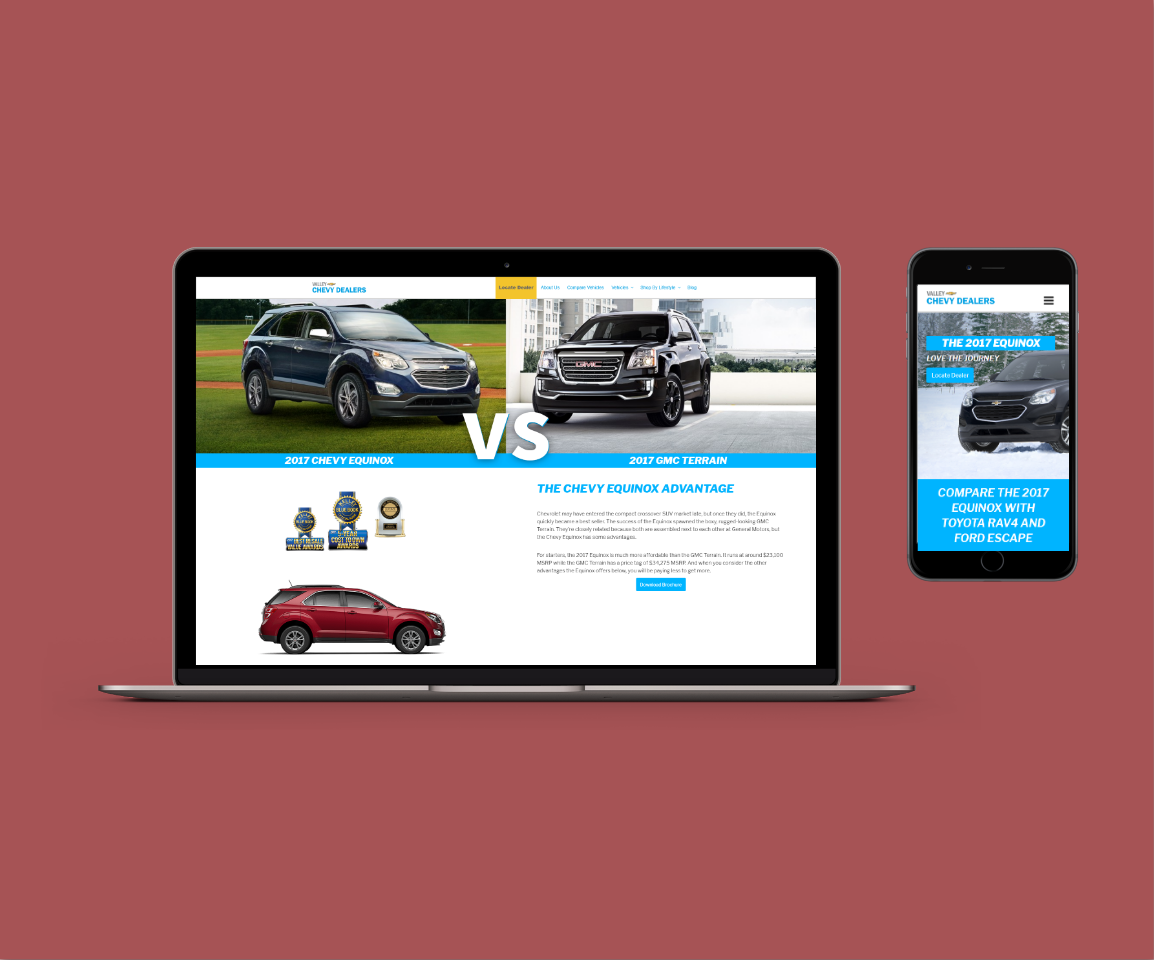 VALLEY
CHEVY DEALERS
Locate Dealer About Us Compare Vehicles Vehicles Shop By Lifestyle Blog
GMC
VS
2017 CHEVY EQUINOX
2017 GMC TERRAIN
KELLEY
BLUE BOOK
BEST RESALE
VALUE AWARDS
KELLEY
BLUE BOOK
5-YEAR
COST TO OWN
AWARDS
THE CHEVY EQUINOX ADVANTAGE
Chevrolet may have entered the compact crossover SUV market late, but once they did, the Equinox
quickly became a best seller. The success of the Equinox spawned the boxy, rugged-looking GMC
Terrain. They're closely related because both are assembled next to each other at General Motors, but
the Chevy Equinox has some advantages.
For starters, the 2017 Equinox is much more affordable than the GMC Terrain. It runs at around $23,100
MSRP while the GMC Terrain has a price tag of $34,275 MSRP. And when you consider the other
advantages the Equinox offers below, you will be paying less to get more.
Download Brochure
VALLEY
CHEVY DEALERS
THE 2017 EQUINOX
LOVE THE JOURNEY
Locate Dealer
COMPARE THE 2017
EQUINOX WITH
TOYOTA RAV4 AND
FORD ESCAPE